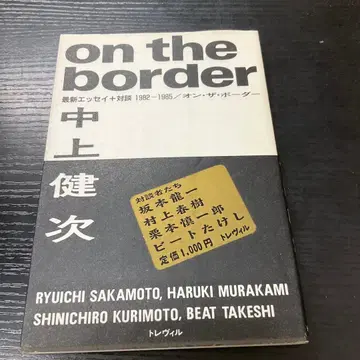 on the
border
最新エッセイ+対談 1982−1985/オン・ザ・ボーダー
中上健次
対談者たち
坂本龍一
村上春樹
栗本慎一郎
ビートたけし
定価1,000円 トレヴィル
RYUICHI SAKAMOTO, HARUKI MURAKAMI
SHINICHIRO KURIMOTO, BEAT TAKESHI
トレヴィル